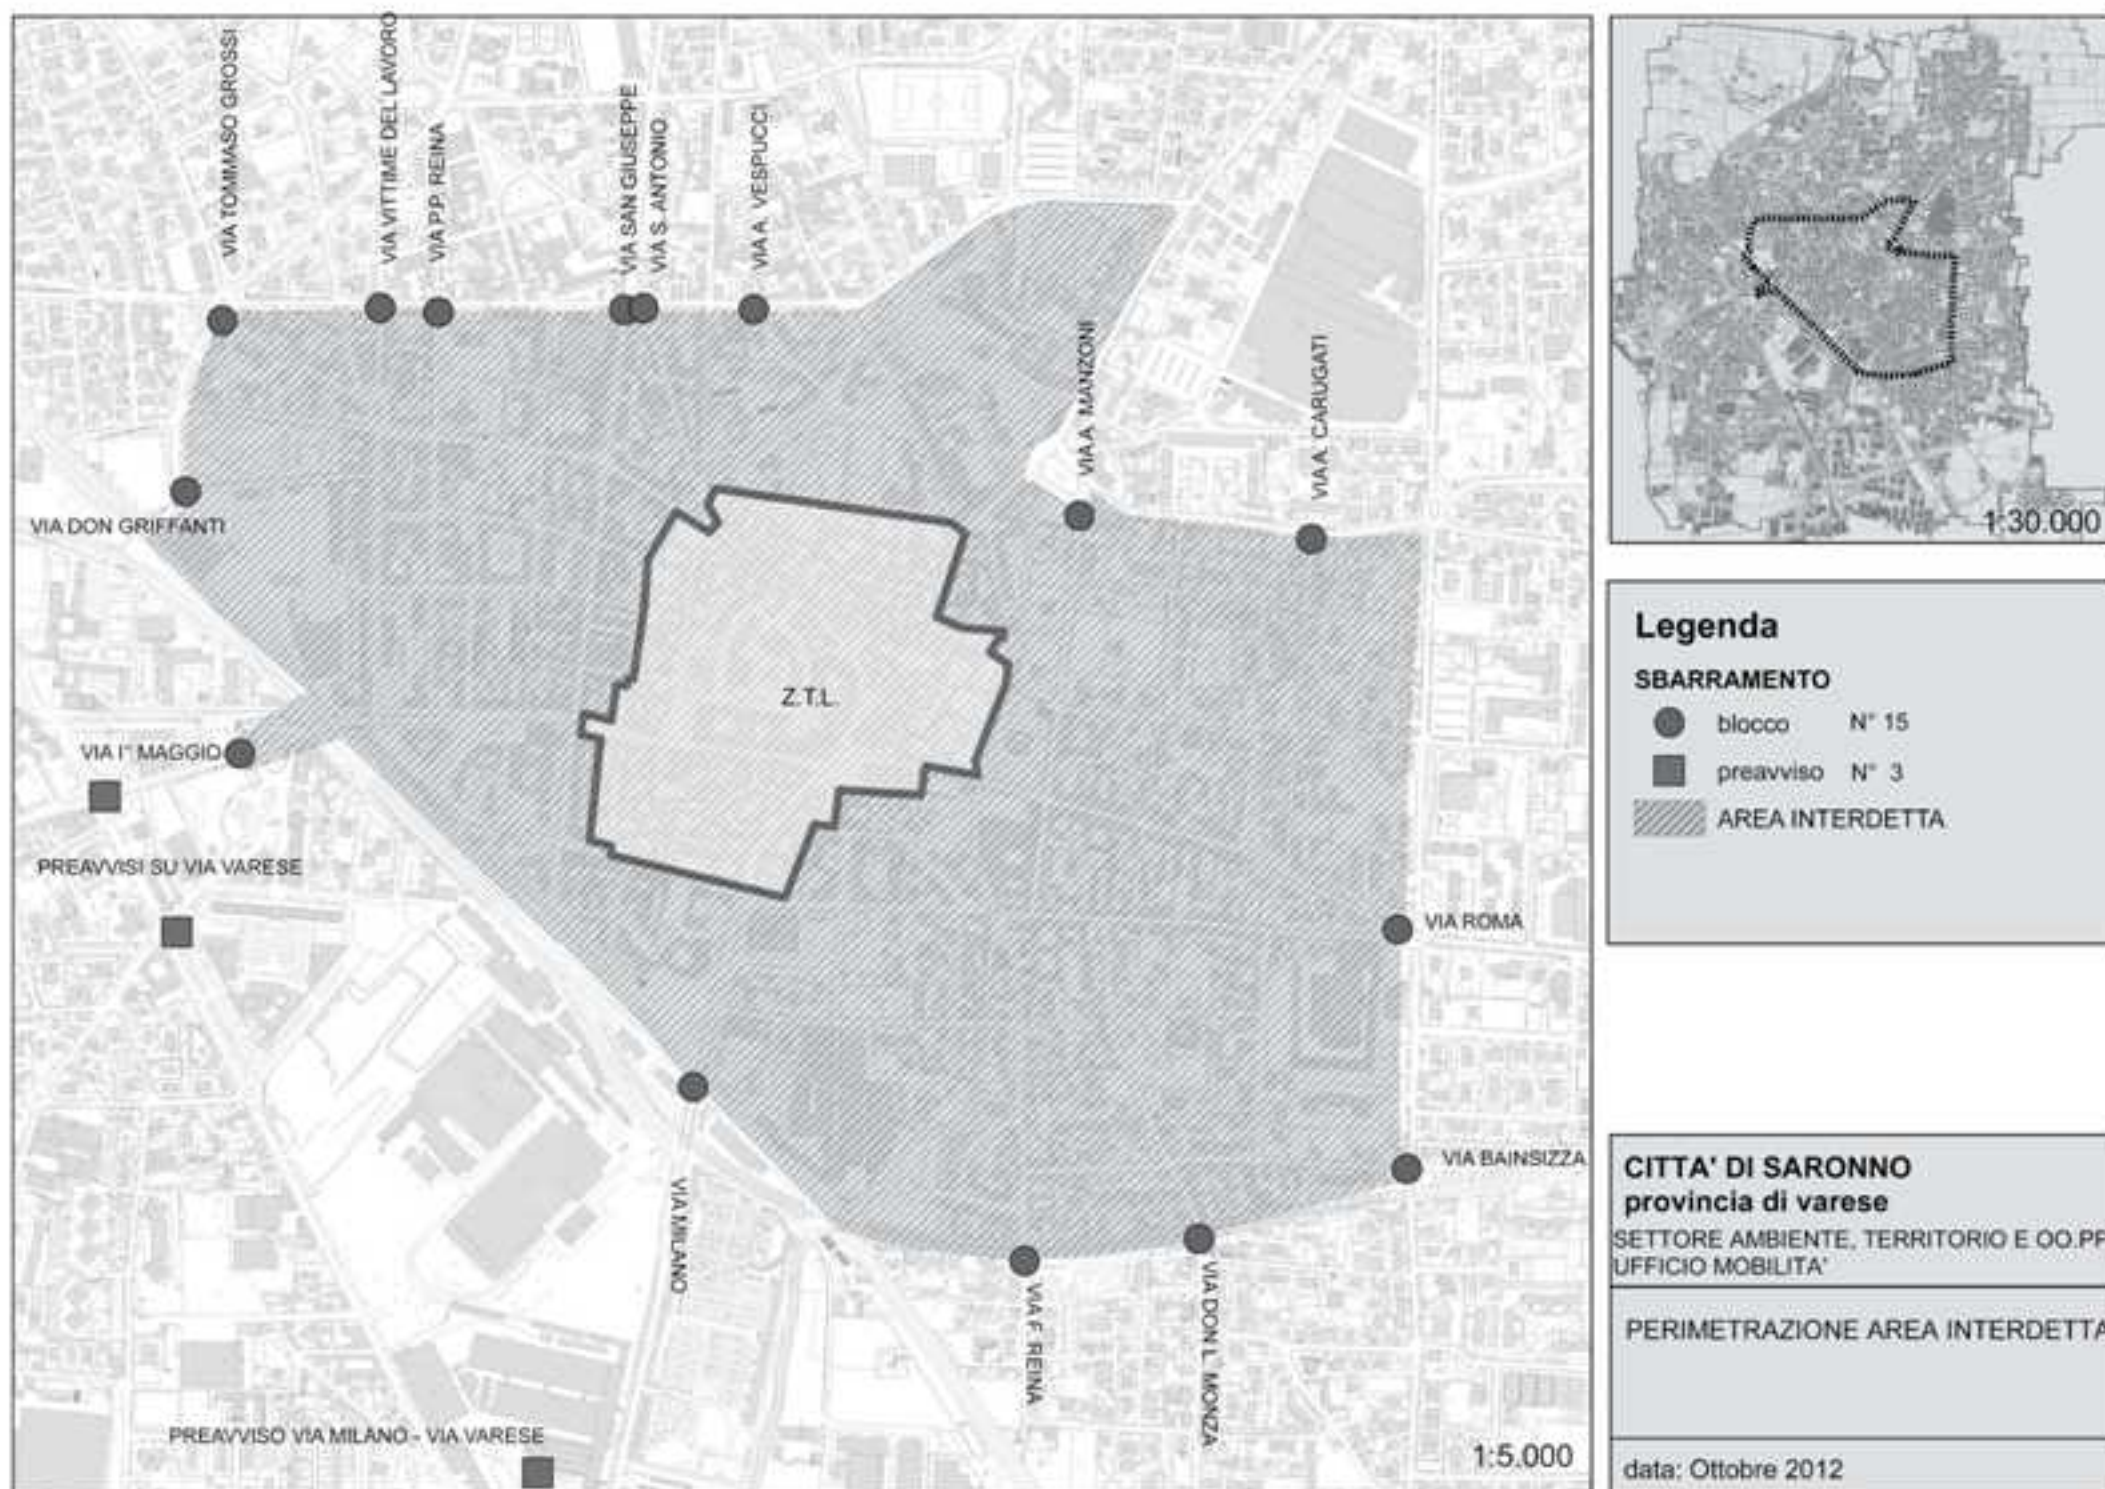 VIA TOMMASO GROSSI
VIA VITTIME DEL LAVORO
VIA P.P. REINA
VIA SAN GIUSEPPE
VIA S. ANTONIO
VIA A. VESPUCCI
VIA A. MANZONI
VIA A. CARUGATI
VIA DON GRIFFANTI
Z.T.L.
VIA I° MAGGIO
PREAVVISI SU VIA VARESE
VIA ROMA
VIA BAINSIZZA
VIA MILANO
VIA F. REINA
VIA DON L. MONZA
PREAVVISO VIA MILANO - VIA VARESE
1:5.000
1:30.000
Legenda
SBARRAMENTO
blocco N° 15
preavviso N° 3
AREA INTERDETTA
CITTA' DI SARONNO
provincia di varese
SETTORE AMBIENTE, TERRITORIO E OO.PP
UFFICIO MOBILITA'
PERIMETRAZIONE AREA INTERDETTA
data: Ottobre 2012